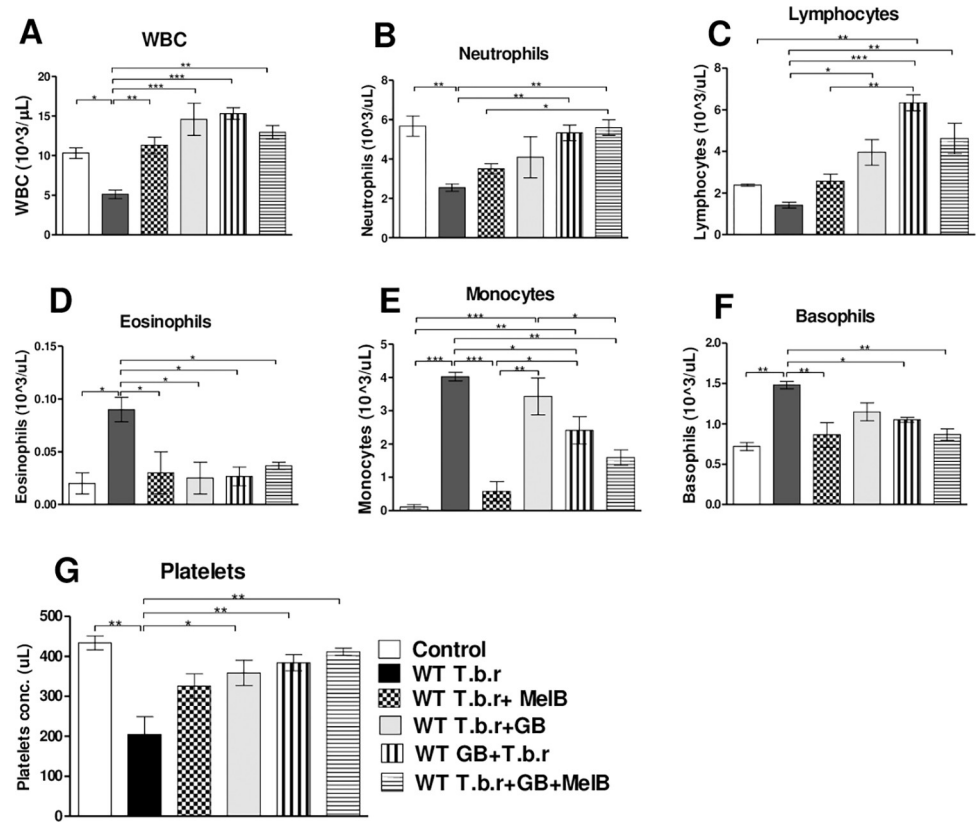 A
WBC
WBC (10^3/µL)
20
15
10
5
0
*
**
***
***
**
B
Neutrophils
Neutrophils (10^3/uL)
8
6
4
2
0
**
**
**
*
C
Lymphocytes
Lymphocytes (10^3/uL)
8
6
4
2
0
**
**
***
*
**
D
Eosinophils
Eosinophils (10^3/uL)
0.15
0.10
0.05
0.00
*
*
*
*
*
E
Monocytes
Monocytes (10^3/uL)
5
4
3
2
1
0
***
*
**
**
*
***
***
*
**
F
Basophils
Basophils (10^3/uL)
2.0
1.5
1.0
0.5
0.0
**
*
**
**
G
Platelets
Platelets conc. (uL)
500
400
300
200
100
0
**
**
**
*
Control
WT T.b.r
WT T.b.r+ MelB
WT T.b.r+GB
WT GB+T.b.r
WT T.b.r+GB+MelB